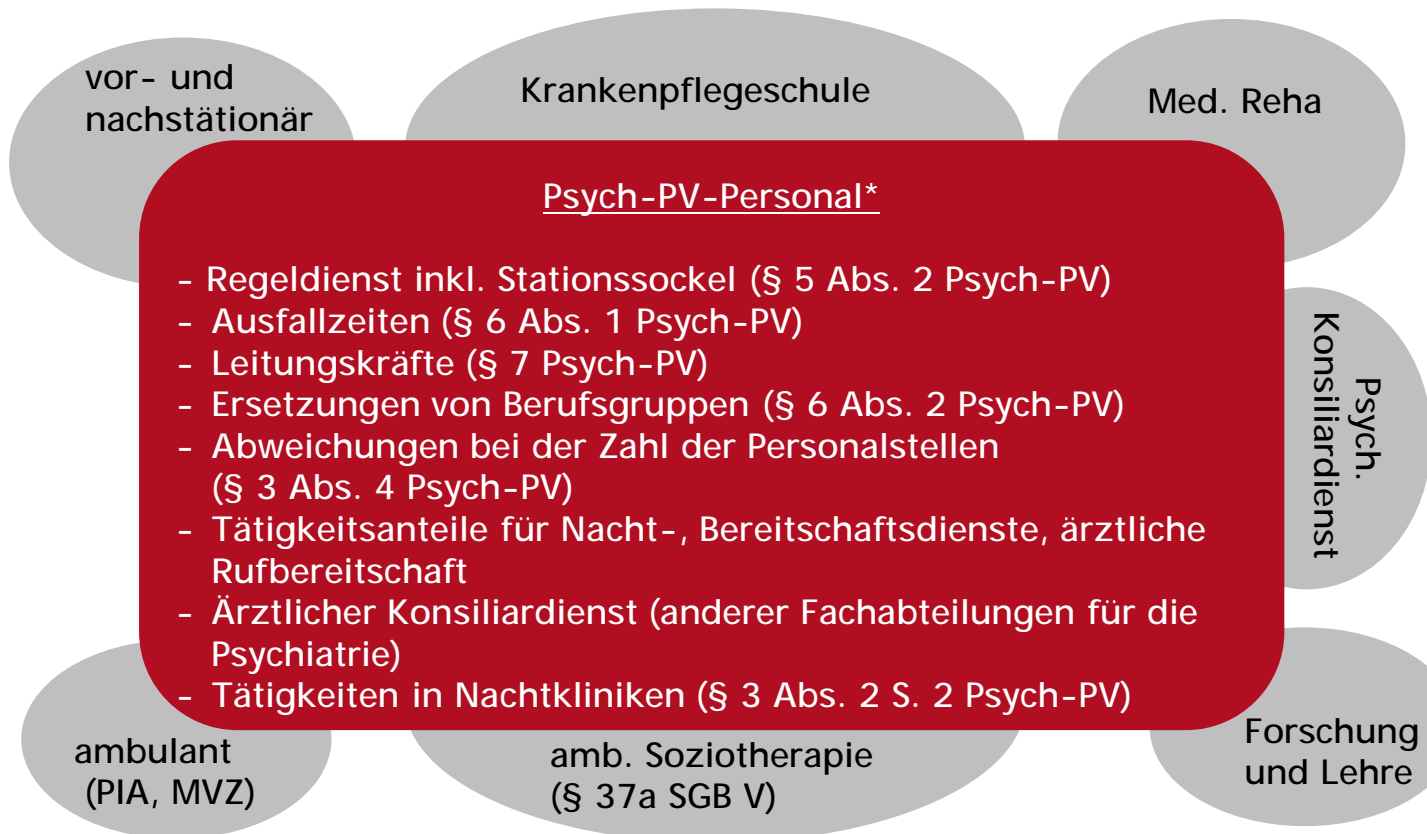 vor- und
nachstätionär
Krankenpflegeschule
Med. Reha
Psych-PV-Personal*
- Regeldienst inkl. Stationssockel (§ 5 Abs. 2 Psych-PV)
- Ausfallzeiten (§ 6 Abs. 1 Psych-PV)
- Leitungskräfte (§ 7 Psych-PV)
- Ersetzungen von Berufsgruppen (§ 6 Abs. 2 Psych-PV)
- Abweichungen bei der Zahl der Personalstellen
(§ 3 Abs. 4 Psych-PV)
- Tätigkeitsanteile für Nacht-, Bereitschaftsdienste, ärztliche
Rufbereitschaft
- Ärztlicher Konsiliardienst (anderer Fachabteilungen für die
Psychiatrie)
- Tätigkeiten in Nachtkliniken (§ 3 Abs. 2 S. 2 Psych-PV)
Psych.
Konsiliardienst
ambulant
(PIA, MVZ)
amb. Soziotherapie
(§ 37a SGB V)
Forschung
und Lehre